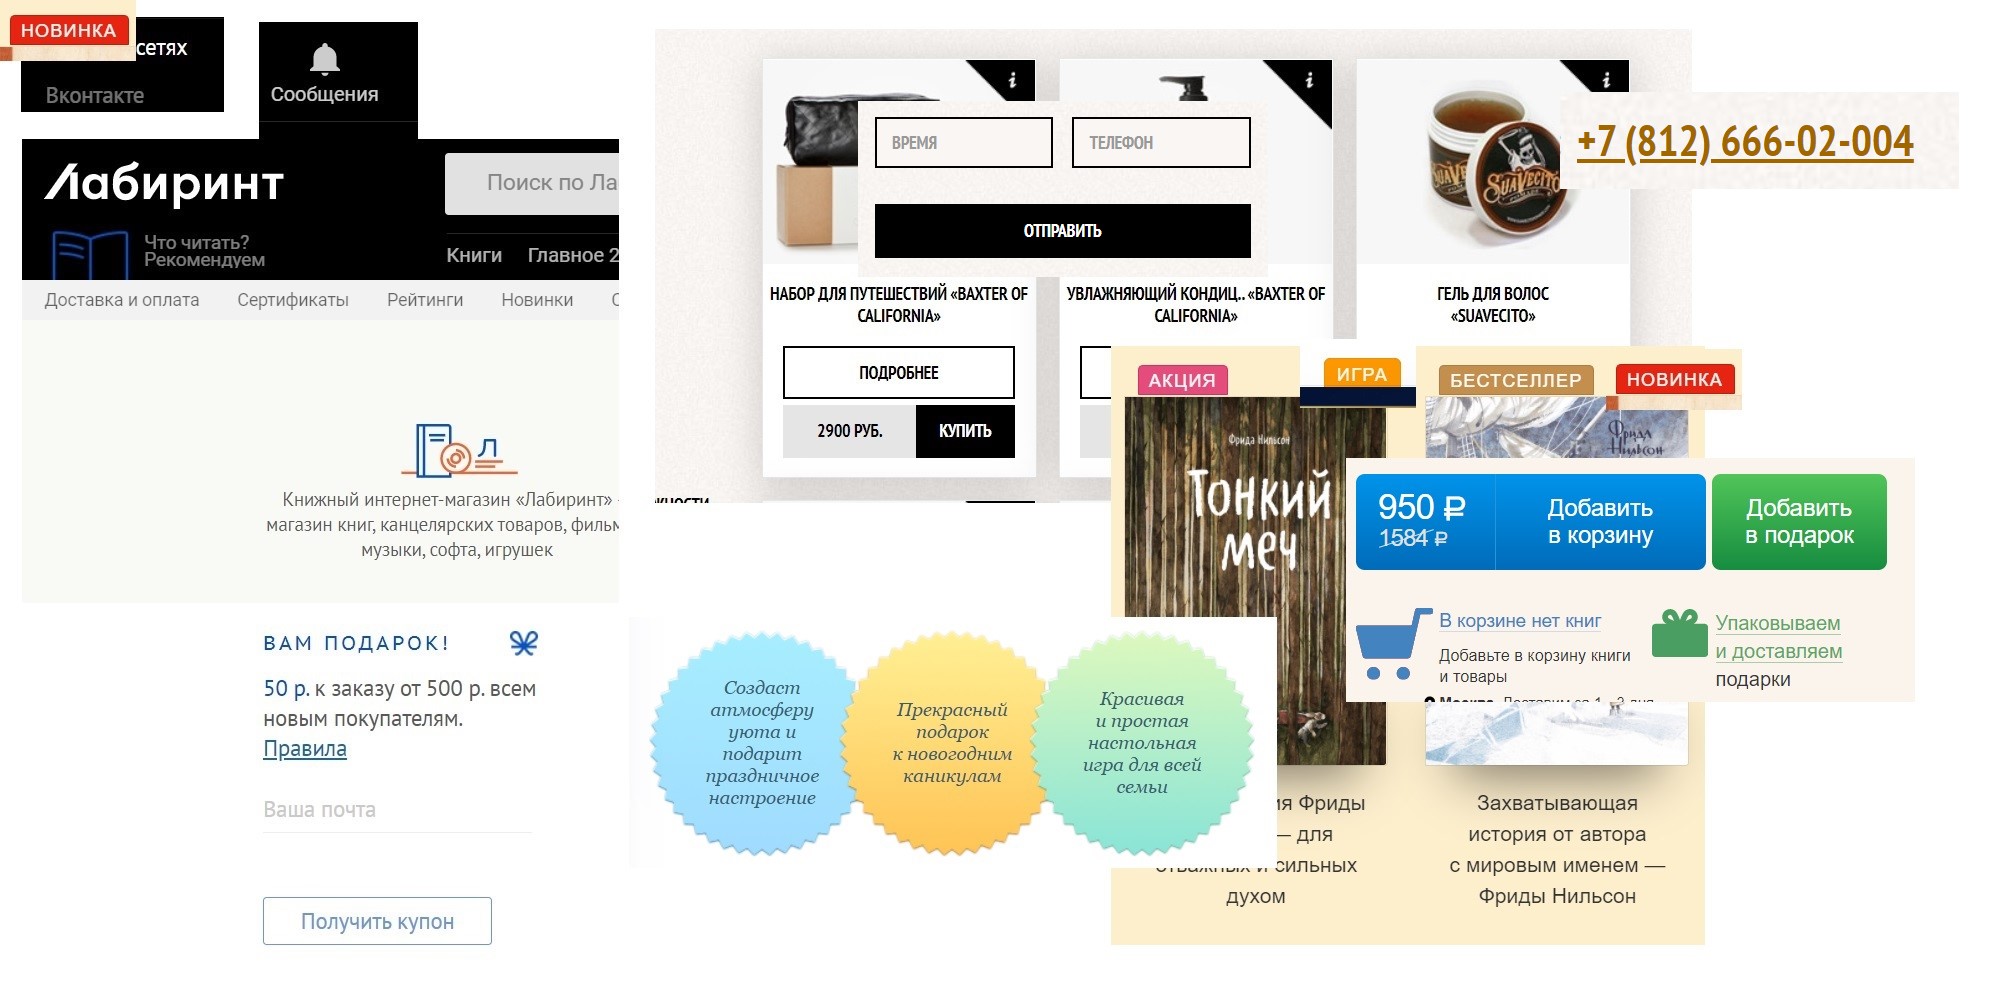 НОВИНКА
сетях
Вконтакте
Сообщения
Лабиринт
Поиск по Ла
Что читать?
Рекомендуем
Книги Главное 2
Доставка и оплата Сертификаты Рейтинги Новинки
Книжный интернет-магазин «Лабиринт»
магазин книг, канцелярских товаров, фильм
музыки, софта, игрушек
ВАМ ПОДАРОК!
50 р. к заказу от 500 р. всем
новым покупателям.
Правила
Ваша почта
Получить купон
i
i
i
ВРЕМЯ
ТЕЛЕФОН
ОТПРАВИТЬ
SUAVECITO
+7 (812) 666-02-004
НАБОР ДЛЯ ПУТЕШЕСТВИЙ «BAXTER OF
CALIFORNIA»
УВЛАЖНЯЮЩИЙ КОНДИЦ.. «BAXTER OF
CALIFORNIA»
ГЕЛЬ ДЛЯ ВОЛОС
«SUAVECITO»
ПОДРОБНЕЕ
2900 РУБ.
КУПИТЬ
АКЦИЯ
ИГРА
БЕСТСЕЛЛЕР
НОВИНКА
Фрида Нильсон
Тонкий
меч
Фрида
Нильсон
950 ₽
1584 ₽
Добавить
в корзину
Добавить
в подарок
В корзине нет книг
Добавьте в корзину книги
и товары
Упаковываем
и доставляем
подарки
Создаст
атмосферу
уюта и
подарит
праздничное
настроение
Прекрасный
подарок
к новогодним
каникулам
Красивая
и простая
настольная
игра для всей
семьи
ия Фриды
— для
отважных и сильных
духом
Захватывающая
история от автора
с мировым именем —
Фриды Нильсон